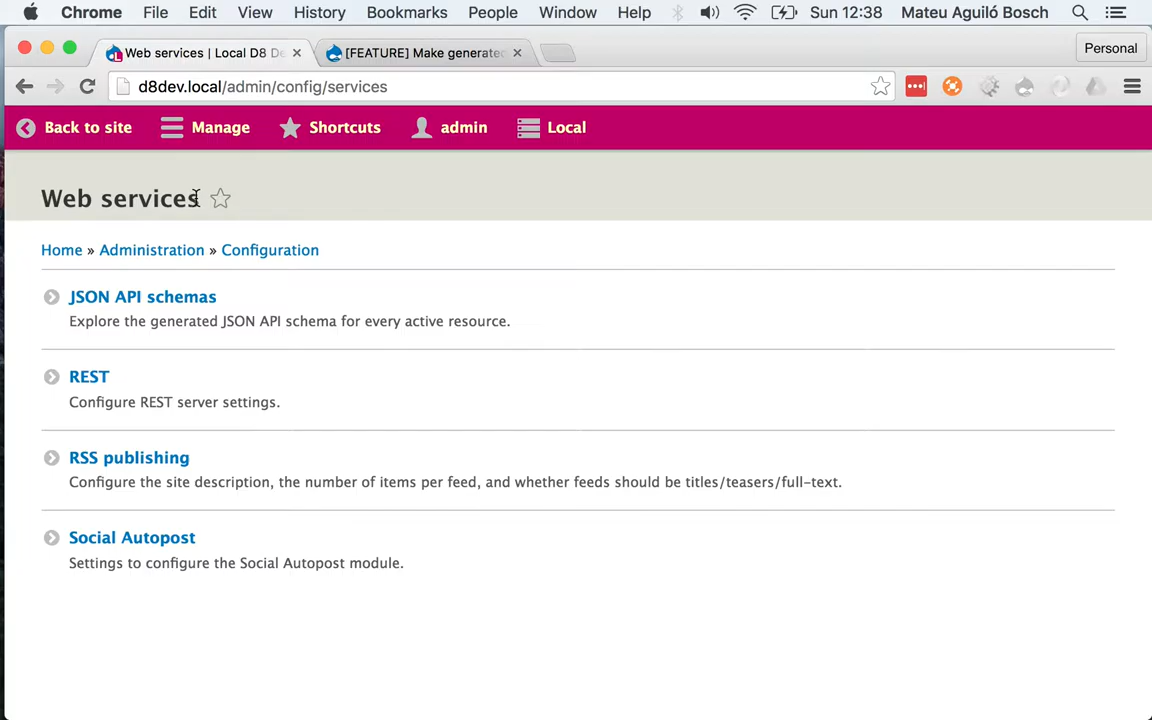 Chrome File Edit View History Bookmarks People Window Help Sun 12:38 Mateu Aguiló Bosch
Web services | Local D8 De
[FEATURE] Make generated
Personal
d8dev.local/admin/config/services
Back to site Manage Shortcuts admin Local
Web services
Home » Administration » Configuration
JSON API schemas
Explore the generated JSON API schema for every active resource.
REST
Configure REST server settings.
RSS publishing
Configure the site description, the number of items per feed, and whether feeds should be titles/teasers/full-text.
Social Autopost
Settings to configure the Social Autopost module.